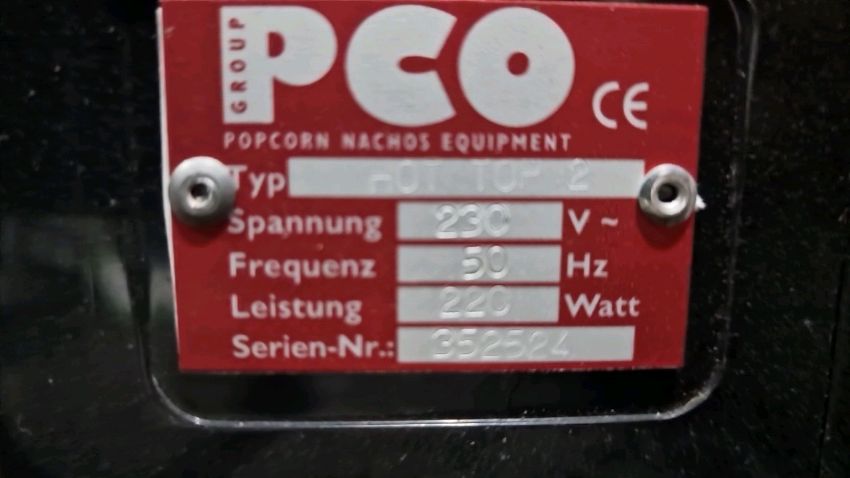 GROUP PCO CE
POPCORN NACHOS EQUIPMENT
Typ HOT TOP 2
Spannung 230 V ~
Frequenz 50 Hz
Leistung 220 Watt
Serien-Nr.: 352524